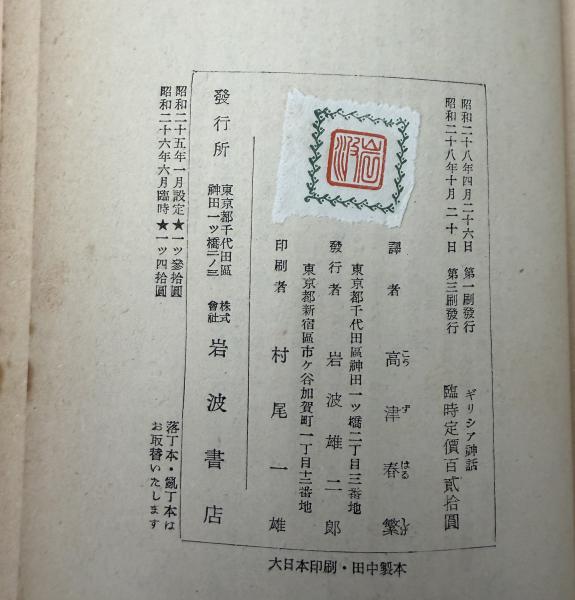 ギリシア神話
臨時定價百貳拾圓
昭和二十八年四月二十六日 第一刷發行
昭和二十八年十月二十日 第三刷發行
譯者 高津春繁
こうづはるしげ
東京都千代田區神田一ツ橋二丁目三番地
發行者 岩波雄二郎
東京都新宿區市ケ谷加賀町一丁目十二番地
印刷者 村尾一雄
岩波
發行所 東京都千代田區神田一ツ橋二ノ三 株式會社 岩波書店
昭和二十五年一月設定★一ツ參拾圓
昭和二十六年六月臨時★一ツ四拾圓
落丁本・亂丁本は
お取替いたします
大日本印刷・田中製本